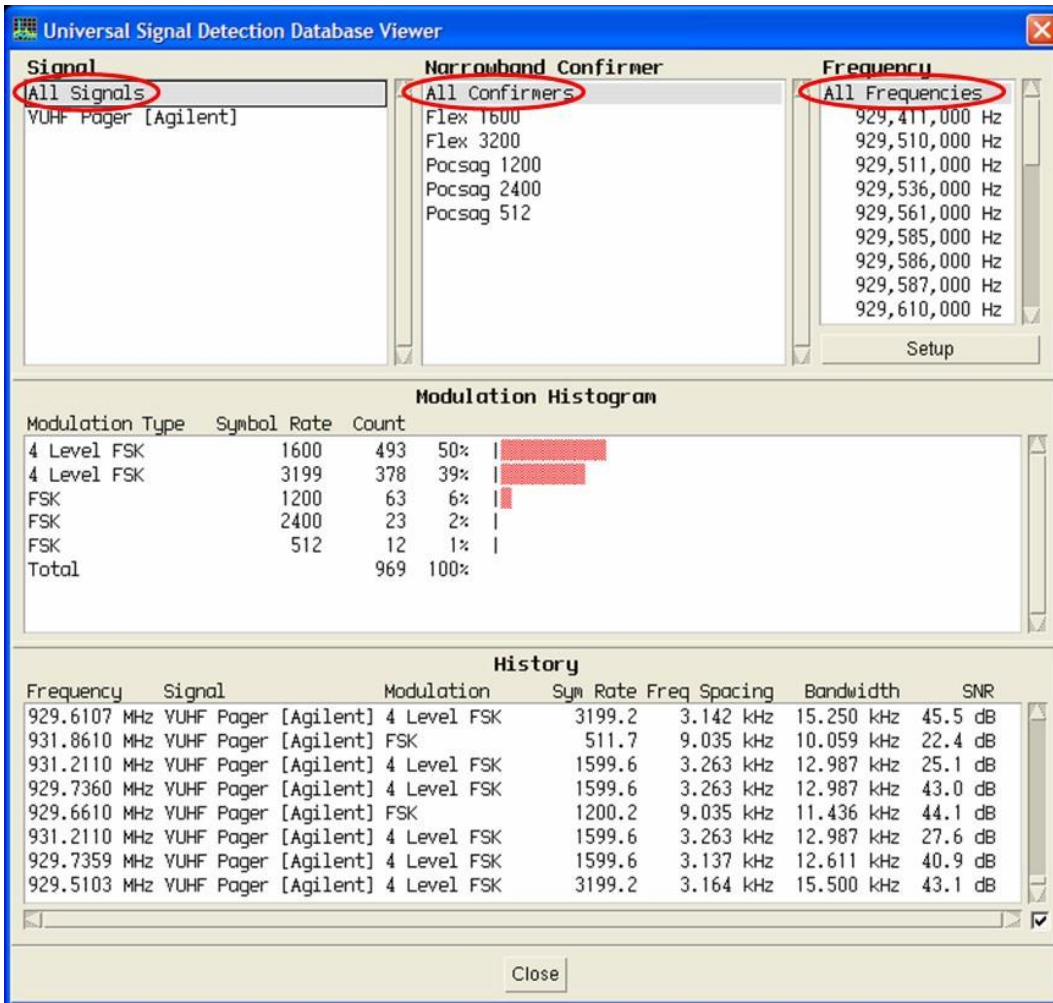 Universal Signal Detection Database Viewer
Signal
All Signals
VUHF Pager [Agilent]
Narrowband Confirmer
All Confirmers
Flex 1600
Flex 3200
Pocsag 1200
Pocsag 2400
Pocsag 512
Frequency
All Frequencies
929,411,000 Hz
929,510,000 Hz
929,511,000 Hz
929,536,000 Hz
929,561,000 Hz
929,585,000 Hz
929,586,000 Hz
929,587,000 Hz
929,610,000 Hz
Setup
Modulation Histogram
Modulation Type Symbol Rate Count
4 Level FSK 1600 493 50% |
4 Level FSK 3199 378 39% |
FSK 1200 63 6% |
FSK 2400 23 2% |
FSK 512 12 1% |
Total 969 100%
History
Frequency Signal Modulation Sym Rate Freq Spacing Bandwidth SNR
929.6107 MHz VUHF Pager [Agilent] 4 Level FSK 3199.2 3.142 kHz 15.250 kHz 45.5 dB
931.8610 MHz VUHF Pager [Agilent] FSK 511.7 9.035 kHz 10.059 kHz 22.4 dB
931.2110 MHz VUHF Pager [Agilent] 4 Level FSK 1599.6 3.263 kHz 12.987 kHz 25.1 dB
929.7360 MHz VUHF Pager [Agilent] 4 Level FSK 1599.6 3.263 kHz 12.987 kHz 43.0 dB
929.6610 MHz VUHF Pager [Agilent] FSK 1200.2 9.035 kHz 11.436 kHz 44.1 dB
931.2110 MHz VUHF Pager [Agilent] 4 Level FSK 1599.6 3.263 kHz 12.987 kHz 27.6 dB
929.7359 MHz VUHF Pager [Agilent] 4 Level FSK 1599.6 3.137 kHz 12.611 kHz 40.9 dB
929.5103 MHz VUHF Pager [Agilent] 4 Level FSK 3199.2 3.164 kHz 15.500 kHz 43.1 dB
Close